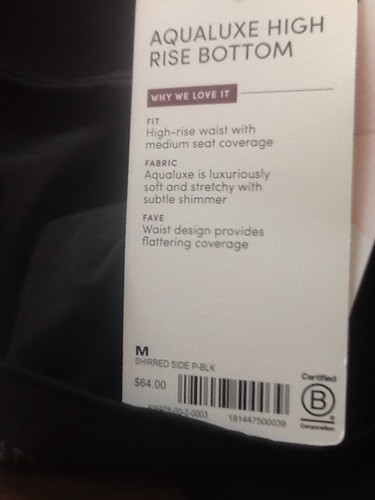 AQUALUXE HIGH
RISE BOTTOM
WHY WE LOVE IT
FIT
High-rise waist with
medium seat coverage
FABRIC
Aqualuxe is luxuriously
soft and stretchy with
subtle shimmer
FAVE
Waist design provides
flattering coverage
M
SHIRRED SIDE P-BLK
$64.00
181447500039
Certified
B
Corporation